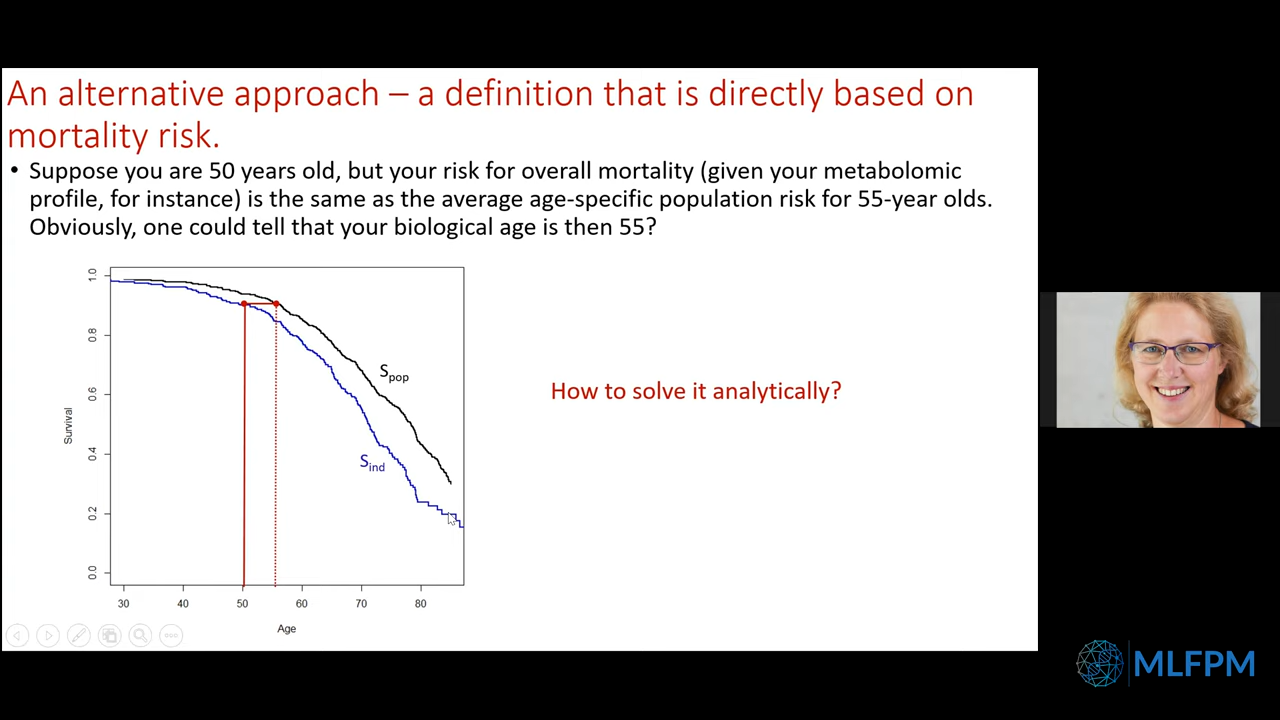 An alternative approach – a definition that is directly based on
mortality risk.
• Suppose you are 50 years old, but your risk for overall mortality (given your metabolomic
profile, for instance) is the same as the average age-specific population risk for 55-year olds.
Obviously, one could tell that your biological age is then 55?
1.0
0.8
0.6
0.4
0.2
0.0
Survival
Spop
Sind
30 40 50 60 70 80
Age
How to solve it analytically?
MLFPM